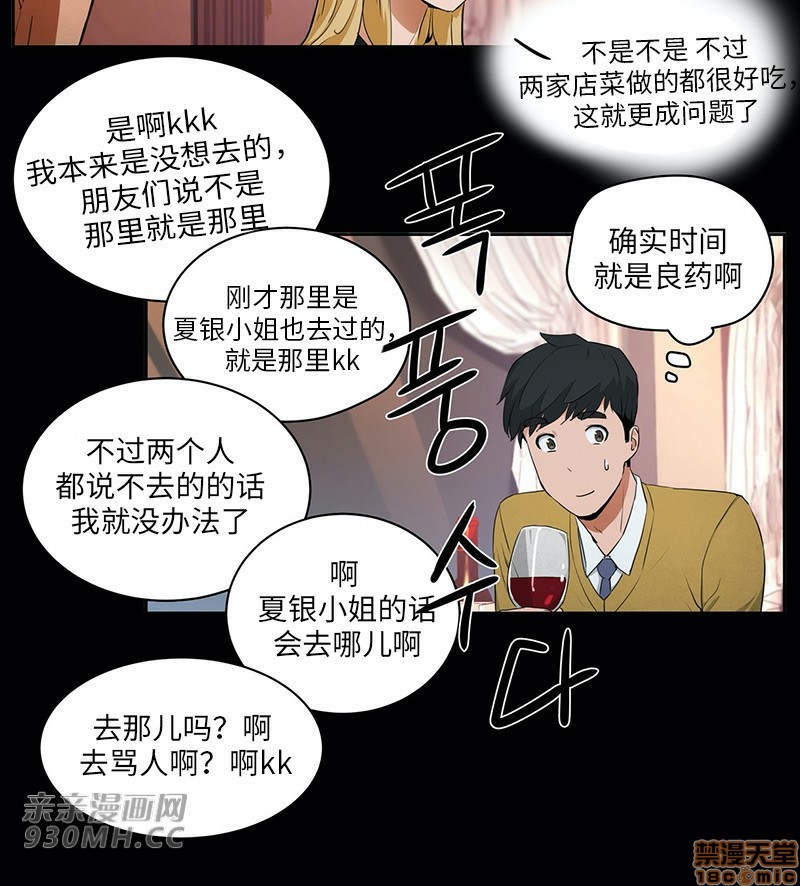 不是不是 不过
两家店菜做的都很好吃，
这就更成问题了
是啊kkk
我本来是没想去的，
朋友们说不是
那里就是那里
确实时间
就是良药啊
刚才那里是
夏银小姐也去过的，
就是那里kk
폭
풍
수
다
不过两个人
都说不去的的话
我就没办法了
啊
夏银小姐的话
会去哪儿啊
去那儿吗？啊
去骂人啊？啊kk
亲亲漫画网
930MH.CC
禁漫天堂
18comic